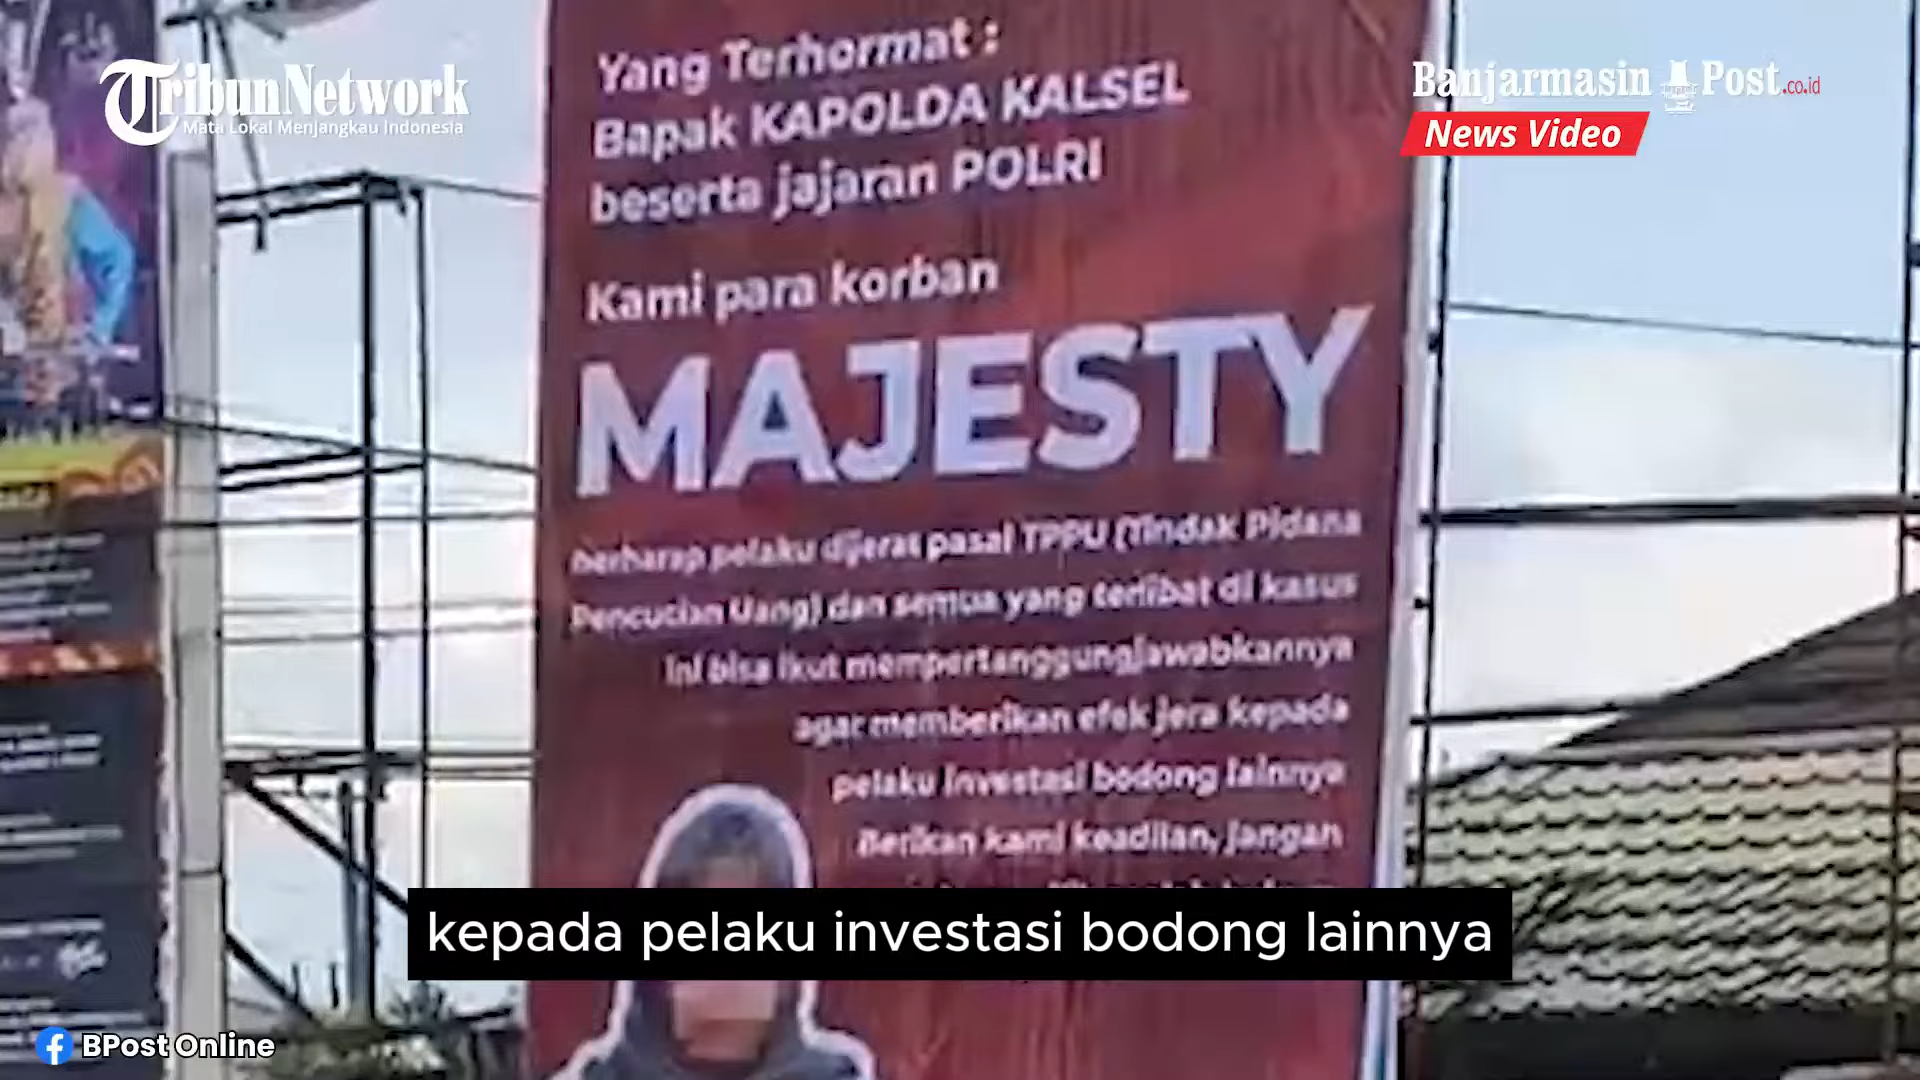 TribunNetwork
Mata Lokal Menjangkau Indonesia
Banjarmasin Post.co.id
News Video
Yang Terhormat :
Bapak KAPOLDA KALSEL
beserta jajaran POLRI
Kami para korban
MAJESTY
berharap pelaku dijerat pasal TPPU (Tindak Pidana
Pencucian Uang) dan semua yang terlibat di kasus
ini bisa ikut mempertanggungjawabkannya
agar memberikan efek jera kepada
pelaku investasi bodong lainnya
Berikan kami keadilan, jangan
kepada pelaku investasi bodong lainnya
BPost Online